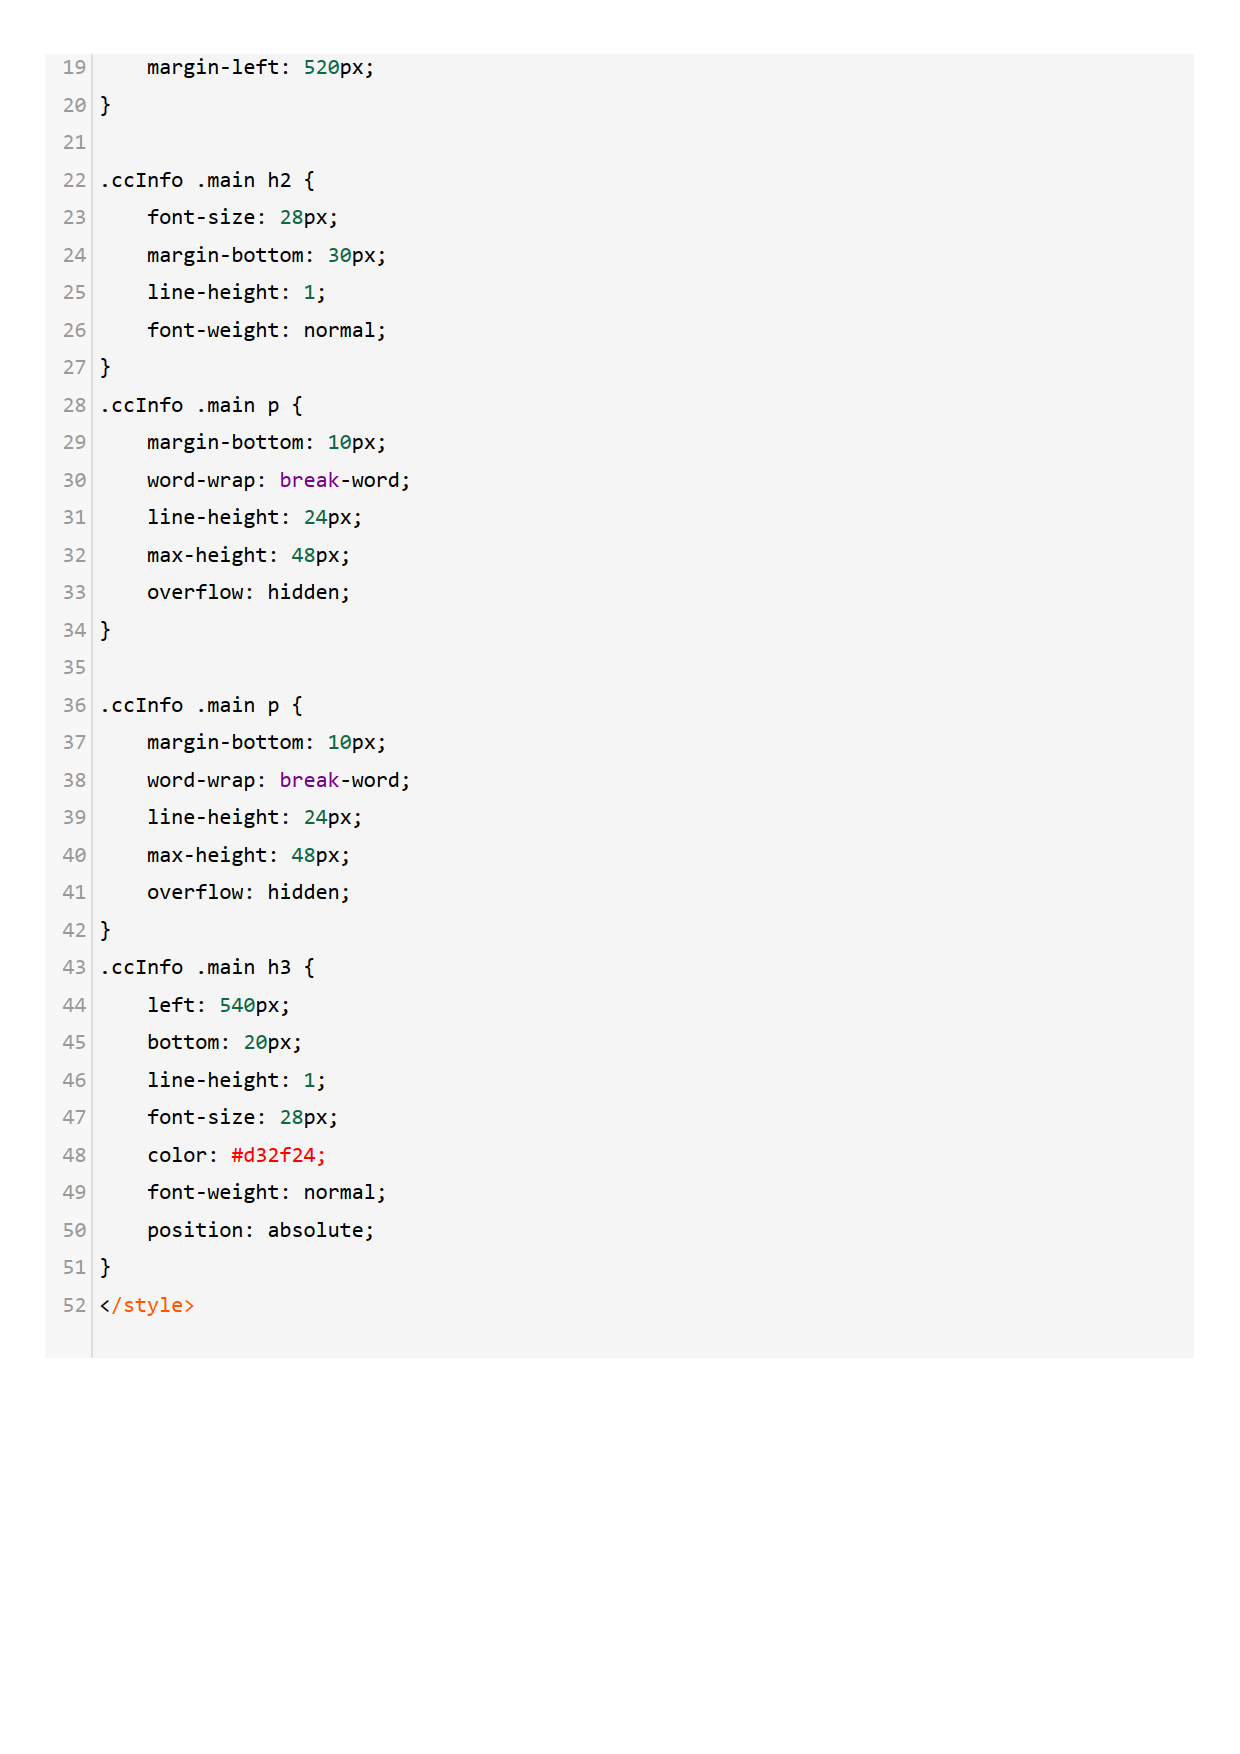 19     margin-left: 520px;
20 }
21
22 .ccInfo .main h2 {
23     font-size: 28px;
24     margin-bottom: 30px;
25     line-height: 1;
26     font-weight: normal;
27 }
28 .ccInfo .main p {
29     margin-bottom: 10px;
30     word-wrap: break-word;
31     line-height: 24px;
32     max-height: 48px;
33     overflow: hidden;
34 }
35
36 .ccInfo .main p {
37     margin-bottom: 10px;
38     word-wrap: break-word;
39     line-height: 24px;
40     max-height: 48px;
41     overflow: hidden;
42 }
43 .ccInfo .main h3 {
44     left: 540px;
45     bottom: 20px;
46     line-height: 1;
47     font-size: 28px;
48     color: #d32f24;
49     font-weight: normal;
50     position: absolute;
51 }
52 </style>